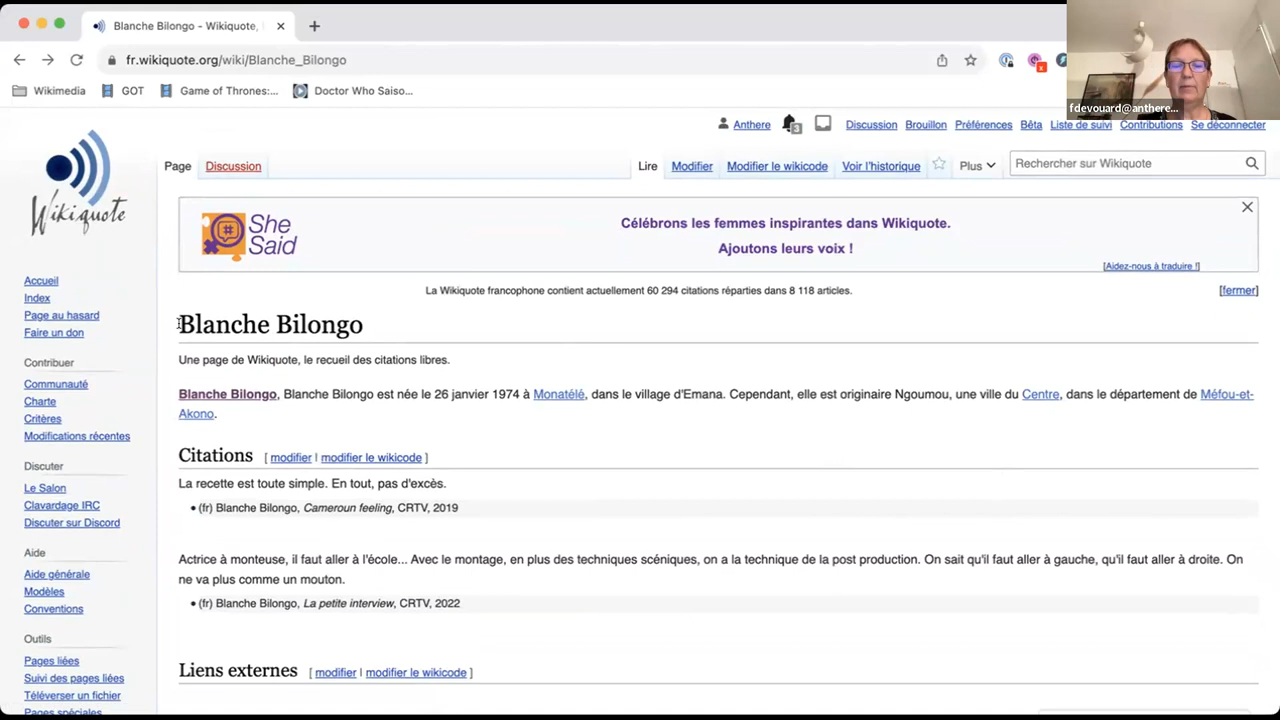 Blanche Bilongo - Wikiquote,
fr.wikiquote.org/wiki/Blanche_Bilongo
Wikimedia GOT Game of Thrones:... Doctor Who Saiso...
fdevouard@anthere...
Anthere 3 Discussion Brouillon Préférences Bêta Liste de suivi Contributions Se déconnecter
Page Discussion Lire Modifier Modifier le wikicode Voir l'historique Plus Rechercher sur Wikiquote
Wikiquote
She
Said
Célébrons les femmes inspirantes dans Wikiquote.
Ajoutons leurs voix !
[Aidez-nous à traduire !]
La Wikiquote francophone contient actuellement 60 294 citations réparties dans 8 118 articles. [fermer]
Accueil
Index
Page au hasard
Faire un don
Contribuer
Communauté
Charte
Critères
Modifications récentes
Discuter
Le Salon
Clavardage IRC
Discuter sur Discord
Aide
Aide générale
Modèles
Conventions
Outils
Pages liées
Suivi des pages liées
Téléverser un fichier
Pages spéciales
Blanche Bilongo
Une page de Wikiquote, le recueil des citations libres.
Blanche Bilongo, Blanche Bilongo est née le 26 janvier 1974 à Monatélé, dans le village d'Emana. Cependant, elle est originaire Ngoumou, une ville du Centre, dans le département de Méfou-et-
Akono.
Citations [ modifier | modifier le wikicode ]
La recette est toute simple. En tout, pas d'excès.
• (fr) Blanche Bilongo, Cameroun feeling, CRTV, 2019
Actrice à monteuse, il faut aller à l'école... Avec le montage, en plus des techniques scéniques, on a la technique de la post production. On sait qu'il faut aller à gauche, qu'il faut aller à droite. On
ne va plus comme un mouton.
• (fr) Blanche Bilongo, La petite interview, CRTV, 2022
Liens externes [ modifier | modifier le wikicode ]